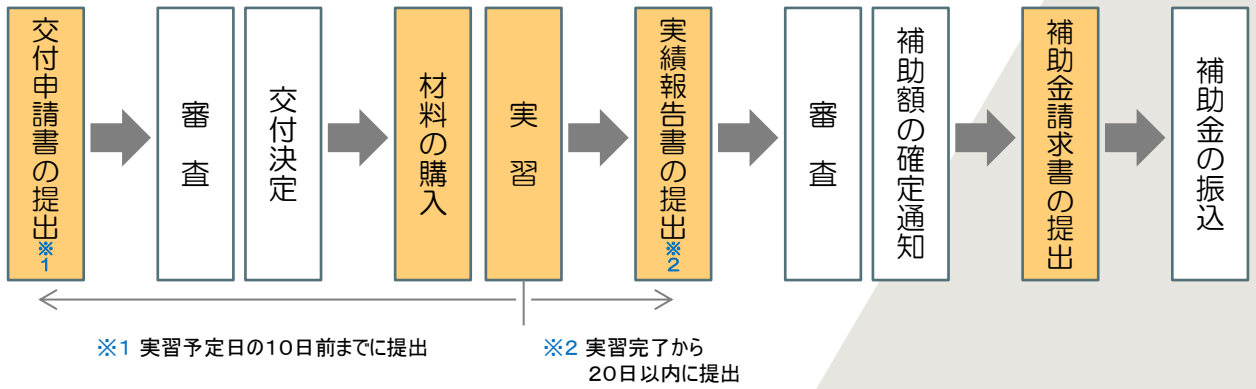 交付申請書の提出※1
審査
交付決定
材料の購入
実習
実績報告書の提出※2
審査
補助額の確定通知
補助金請求書の提出
補助金の振込
※1 実習予定日の10日前までに提出
※2 実習完了から
20日以内に提出